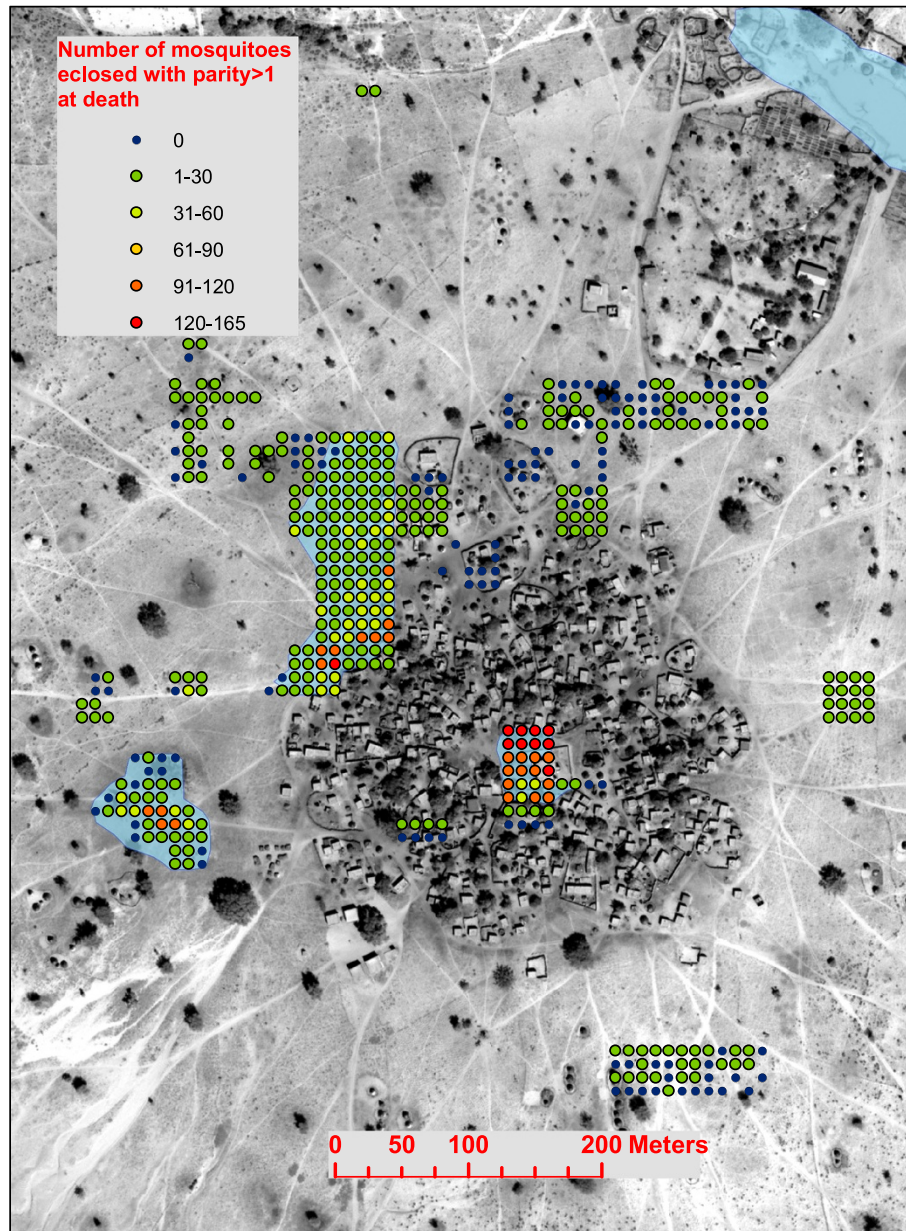 Number of mosquitoes
eclosed with parity>1
at death
0
1-30
31-60
61-90
91-120
120-165
0 50 100 200 Meters